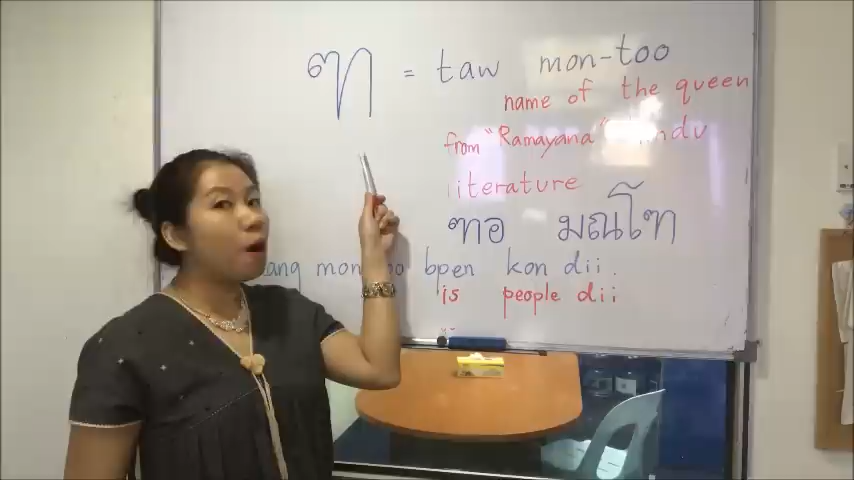 ฑ = taw mon-too
name of the queen
from "Ramayana"
literature
ฑอ มณโฑ
bpen kon dii.
is people dii